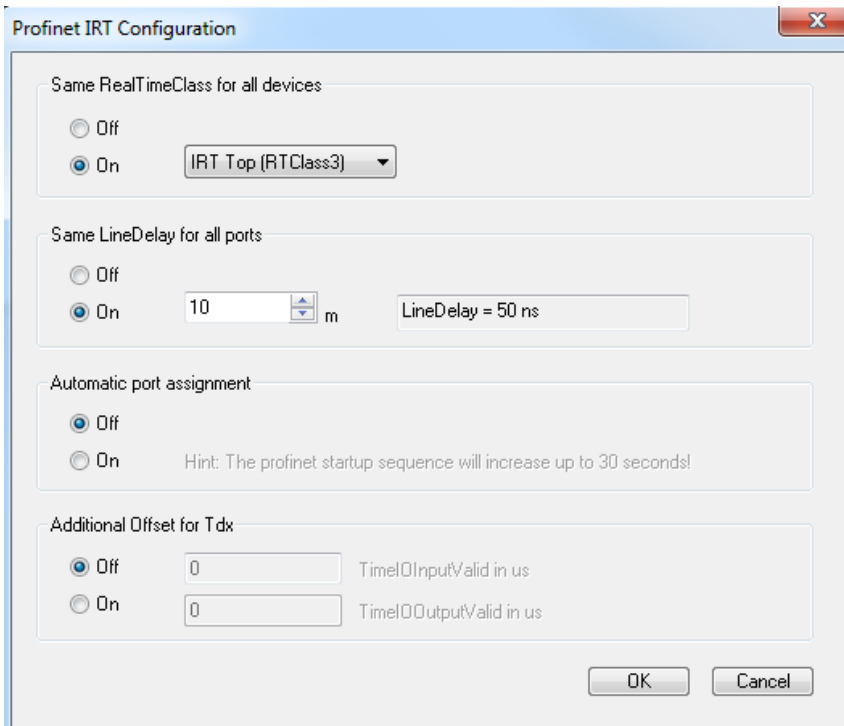 Profinet IRT Configuration
Same RealTimeClass for all devices
Off
On IRT Top (RTClass3)
Same LineDelay for all ports
Off
On 10 m LineDelay = 50 ns
Automatic port assignment
Off
On Hint: The profinet startup sequence will increase up to 30 seconds!
Additional Offset for Tdx
Off 0 TimeIOInputValid in us
On 0 TimeIOOutputValid in us
OK Cancel